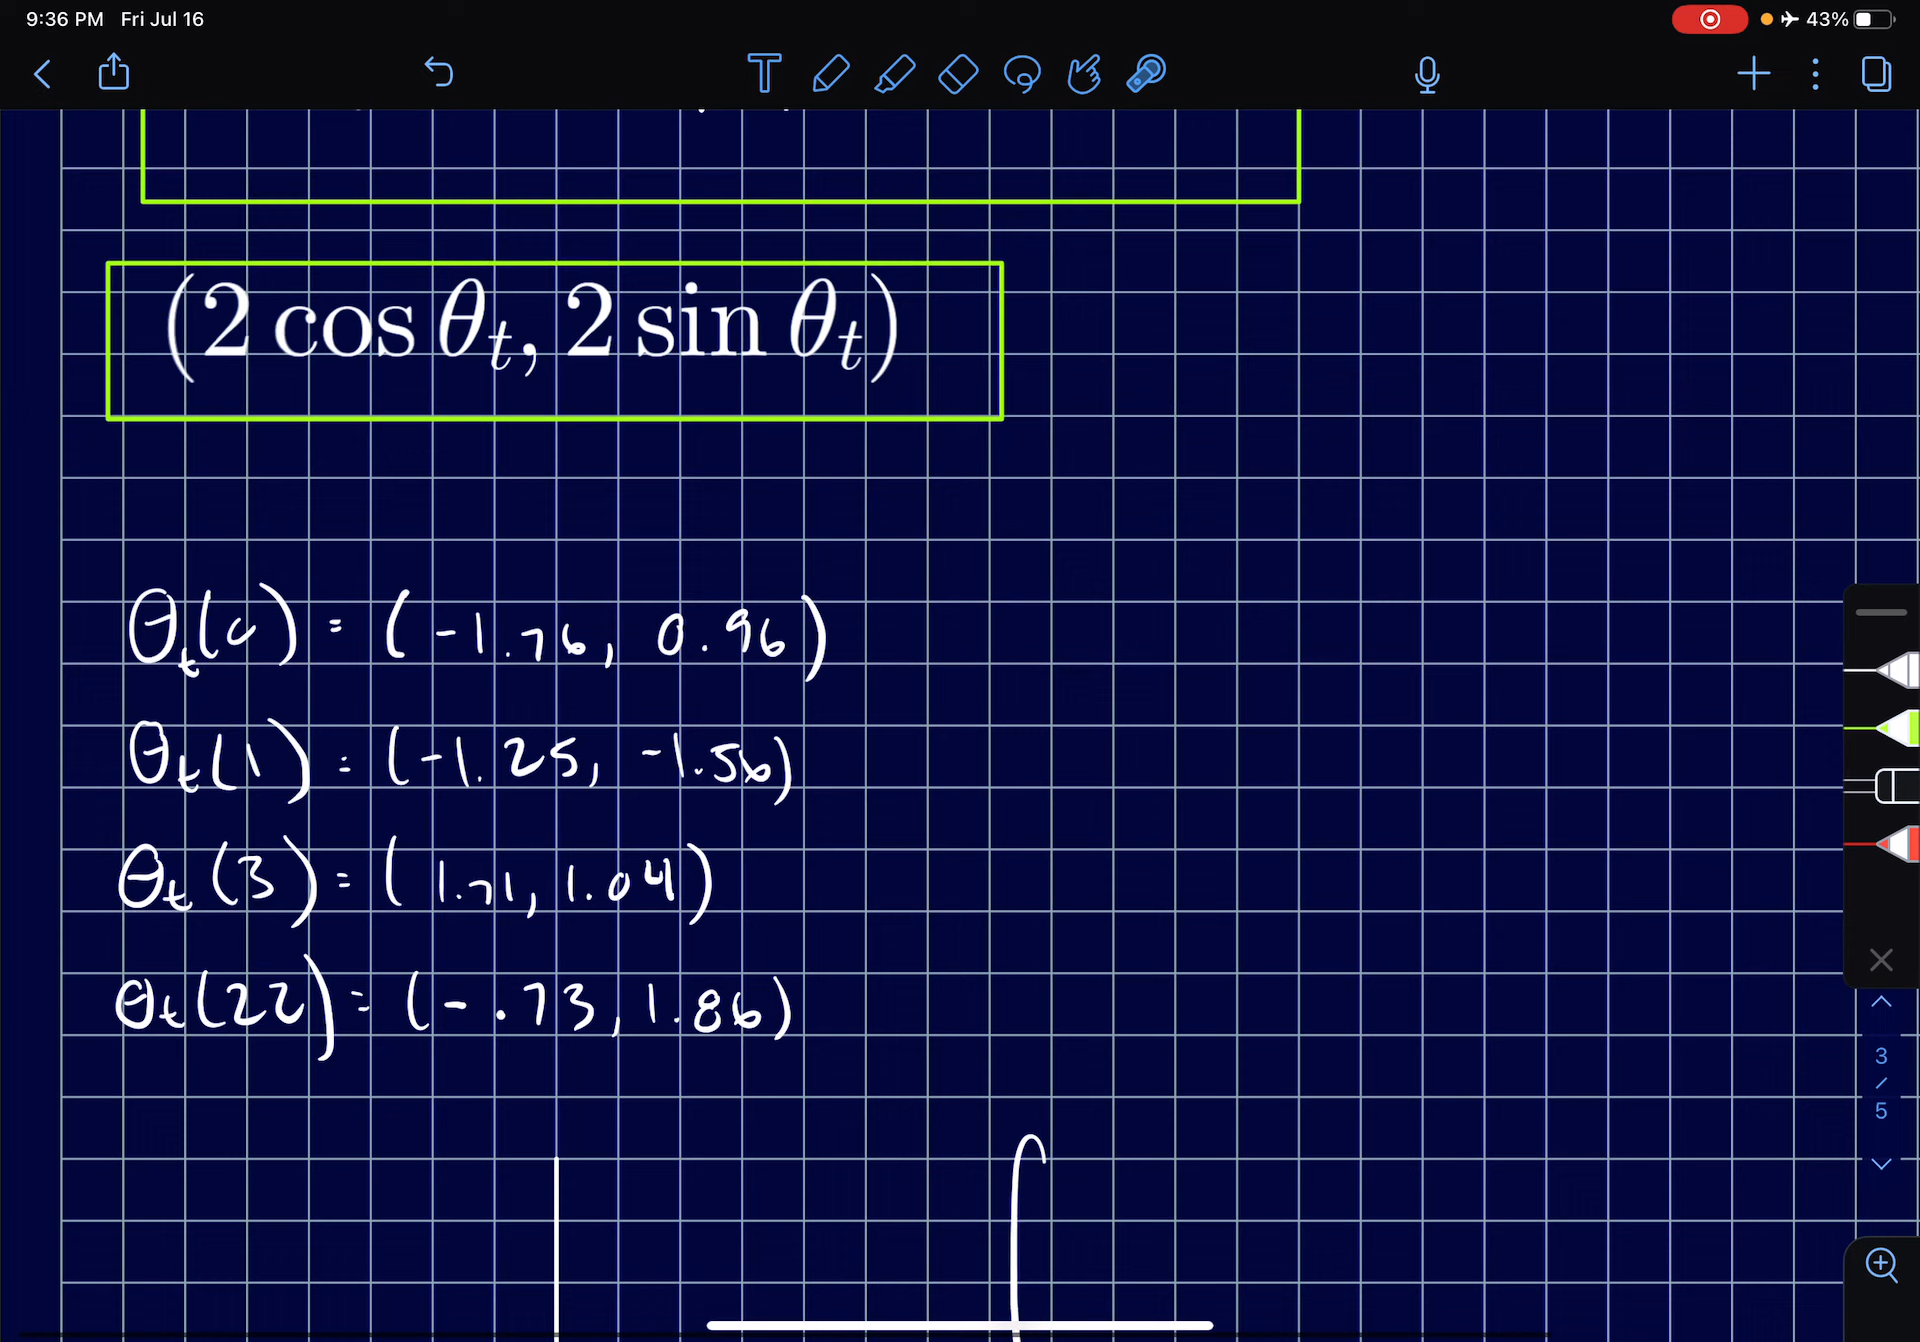 9:36 PM Fri Jul 16
43%
(2 cos θt, 2 sin θt)
θt(0) = (-1.76, 0.96)
θt(1) = (-1.25, -1.56)
θt(3) = (1.71, 1.04)
θt(22) = (-.73, 1.86)
3
/
5